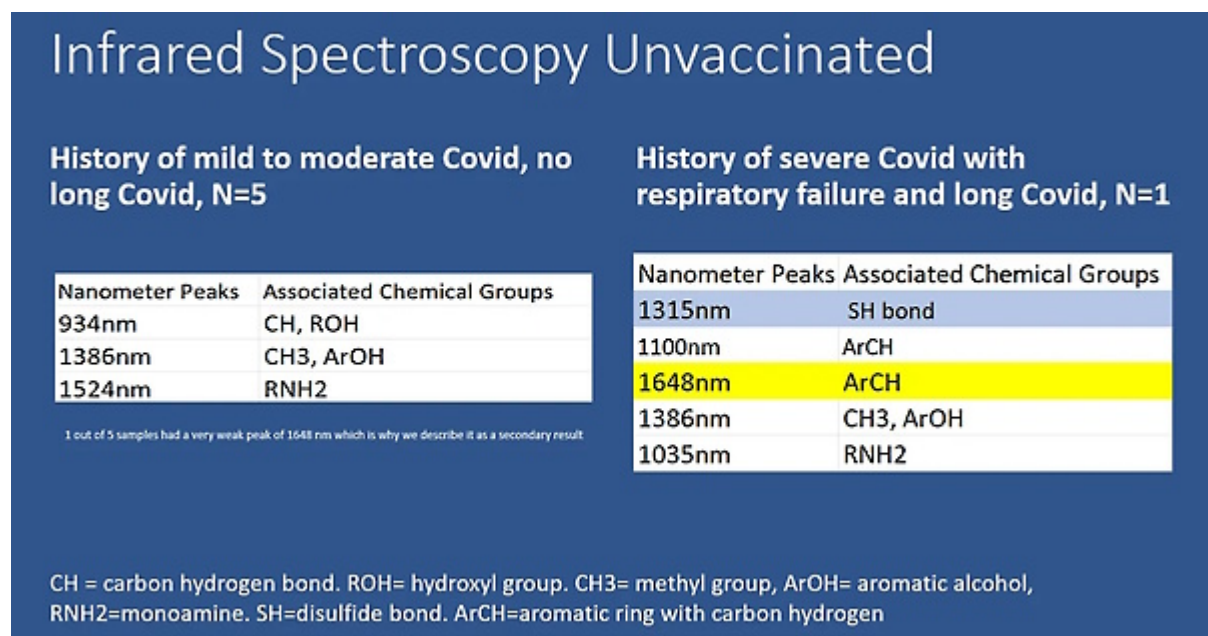 Infrared Spectroscopy Unvaccinated
History of mild to moderate Covid, no
long Covid, N=5
Nanometer Peaks Associated Chemical Groups
934nm CH, ROH
1386nm CH3, ArOH
1524nm RNH2
1 out of 5 samples had a very weak peak of 1648 nm which is why we describe it as a secondary result
History of severe Covid with
respiratory failure and long Covid, N=1
Nanometer Peaks Associated Chemical Groups
1315nm SH bond
1100nm ArCH
1648nm ArCH
1386nm CH3, ArOH
1035nm RNH2
CH = carbon hydrogen bond. ROH= hydroxyl group. CH3= methyl group, ArOH= aromatic alcohol,
RNH2=monoamine. SH=disulfide bond. ArCH=aromatic ring with carbon hydrogen